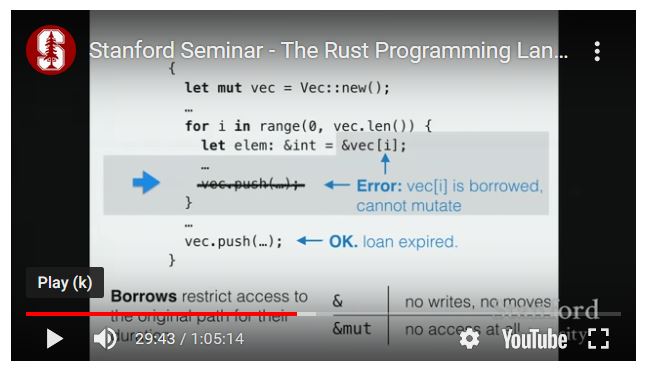 Stanford Seminar - The Rust Programming Lan...
{
let mut vec = Vec::new();
…
for i in range(0, vec.len()) {
let elem: &int = &vec[i];
…
vec.push(…);
Error: vec[i] is borrowed,
cannot mutate
}
…
vec.push(…);
OK. loan expired.
}
Play (k)
Borrows restrict access to
the original path for their
duration.
& no writes, no moves
&mut no access at all
Stanford
University
29:43 / 1:05:14
YouTube